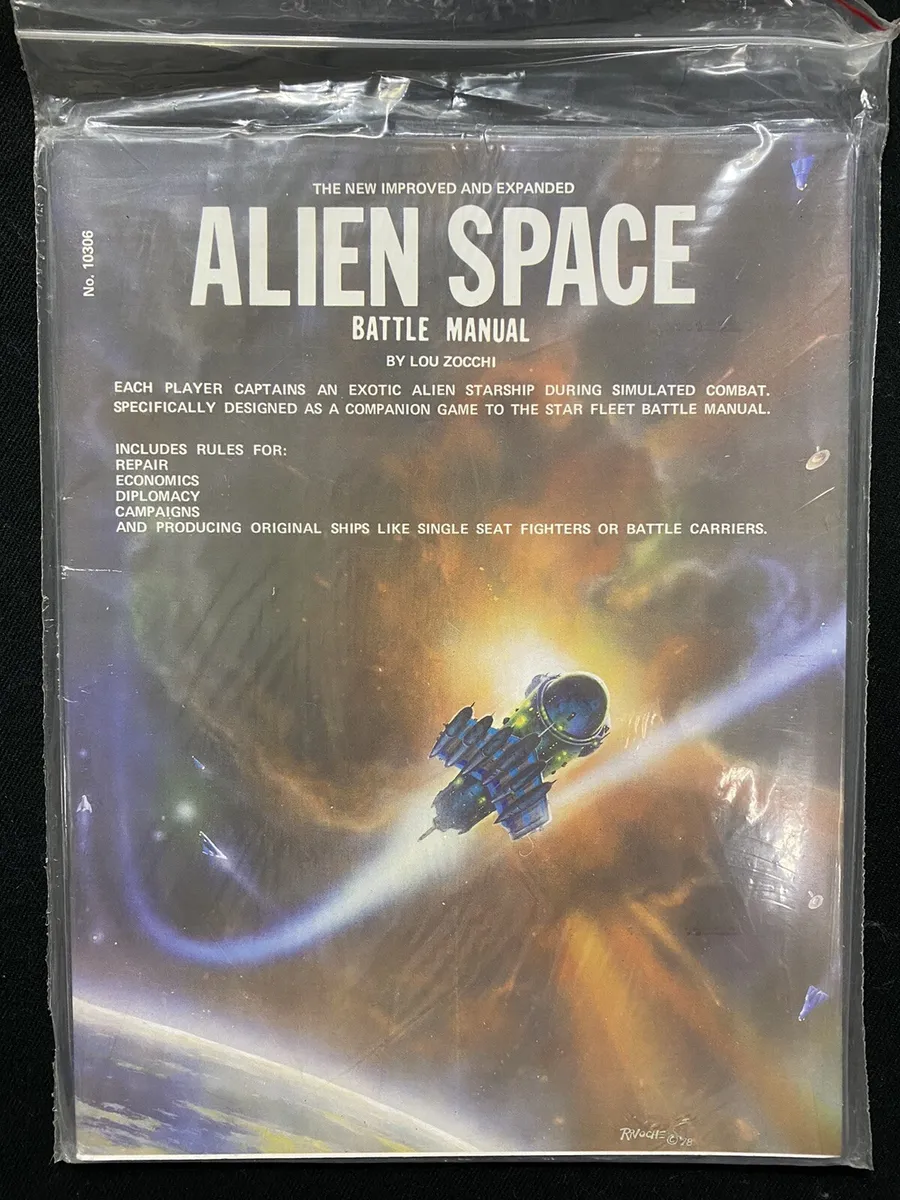 THE NEW IMPROVED AND EXPANDED
ALIEN SPACE
BATTLE MANUAL
BY LOU ZOCCHI
No. 10306
EACH PLAYER CAPTAINS AN EXOTIC ALIEN STARSHIP DURING SIMULATED COMBAT.
SPECIFICALLY DESIGNED AS A COMPANION GAME TO THE STAR FLEET BATTLE MANUAL.
INCLUDES RULES FOR:
REPAIR
ECONOMICS
DIPLOMACY
CAMPAIGNS
AND PRODUCING ORIGINAL SHIPS LIKE SINGLE SEAT FIGHTERS OR BATTLE CARRIERS.
©'78